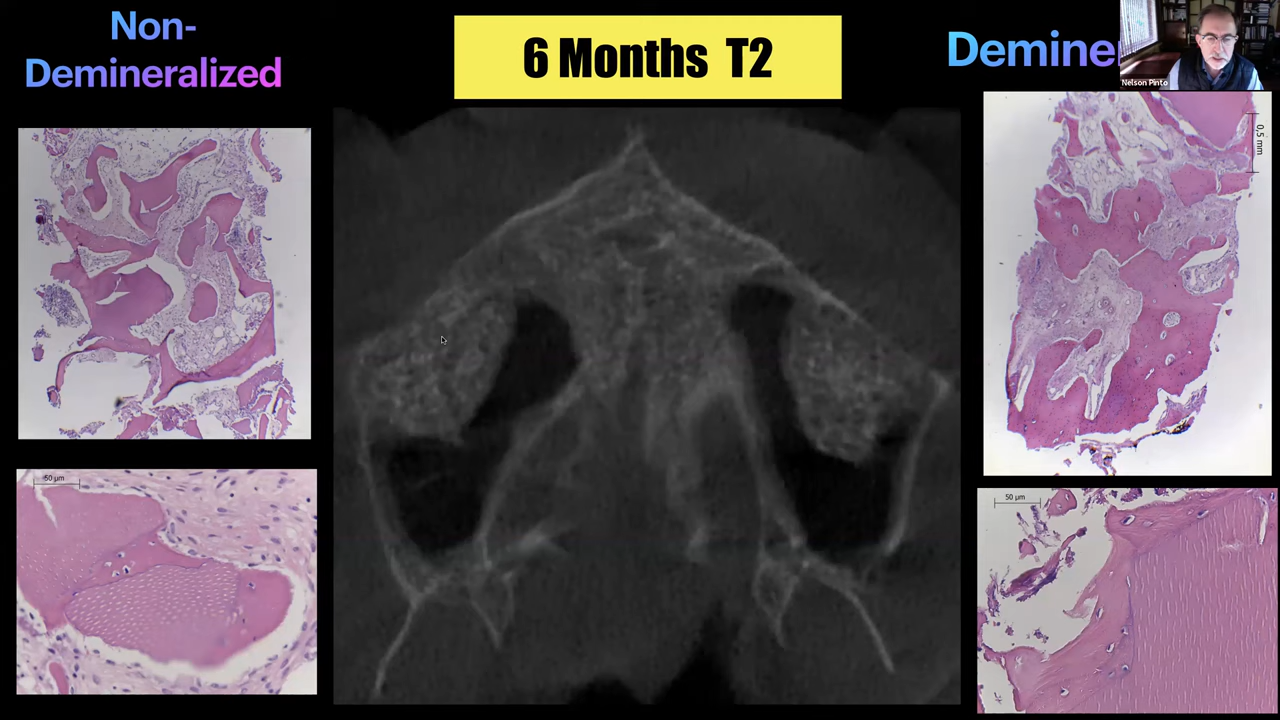 Non-
Demineralized
6 Months T2
Demine
Nelson Pinto
0,5 mm
50 µm
50 µm